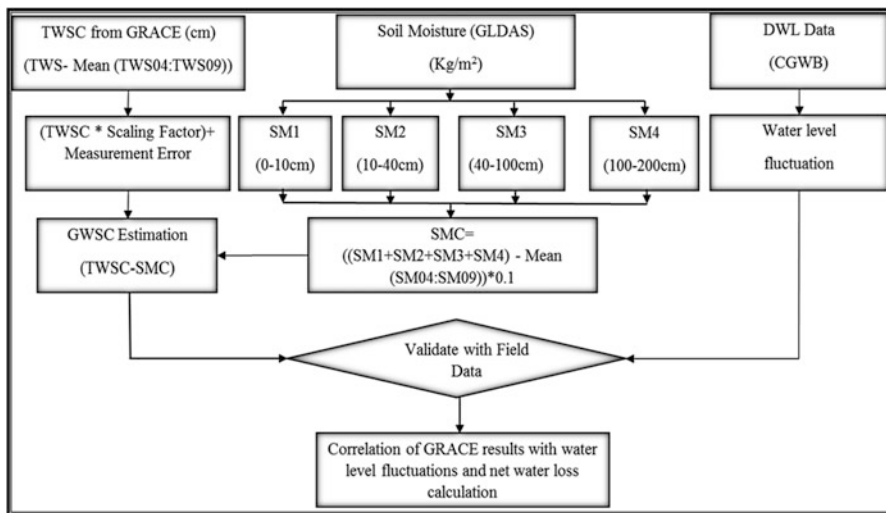 TWSC from GRACE (cm)
(TWS- Mean (TWS04:TWS09))
Soil Moisture (GLDAS)
(Kg/m²)
DWL Data
(CGWB)
(TWSC * Scaling Factor)+
Measurement Error
SM1
(0-10cm)
SM2
(10-40cm)
SM3
(40-100cm)
SM4
(100-200cm)
Water level
fluctuation
GWSC Estimation
(TWSC-SMC)
SMC=
((SM1+SM2+SM3+SM4) - Mean
(SM04:SM09))*0.1
Validate with Field
Data
Correlation of GRACE results with water
level fluctuations and net water loss
calculation